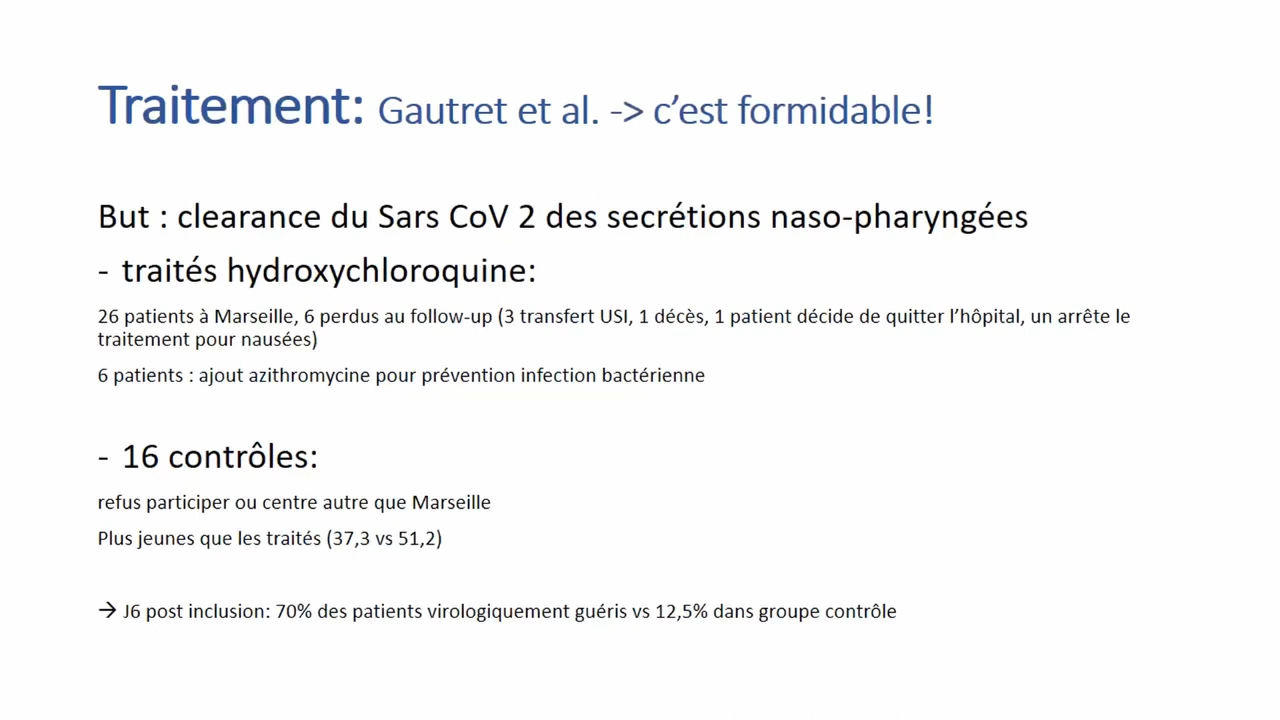 Traitement: Gautret et al. -> c’est formidable!
But : clearance du Sars CoV 2 des secrétions naso-pharyngées
- traités hydroxychloroquine:
26 patients à Marseille, 6 perdus au follow-up (3 transfert USI, 1 décès, 1 patient décide de quitter l’hôpital, un arrête le
traitement pour nausées)
6 patients : ajout azithromycine pour prévention infection bactérienne
- 16 contrôles:
refus participer ou centre autre que Marseille
Plus jeunes que les traités (37,3 vs 51,2)
→ J6 post inclusion: 70% des patients virologiquement guéris vs 12,5% dans groupe contrôle